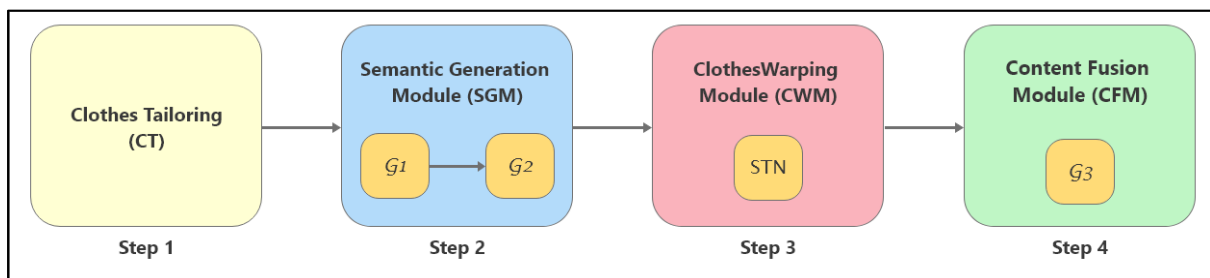 Clothes Tailoring
(CT)
Step 1
Semantic Generation
Module (SGM)
G1
G2
Step 2
ClothesWarping
Module (CWM)
STN
Step 3
Content Fusion
Module (CFM)
G3
Step 4